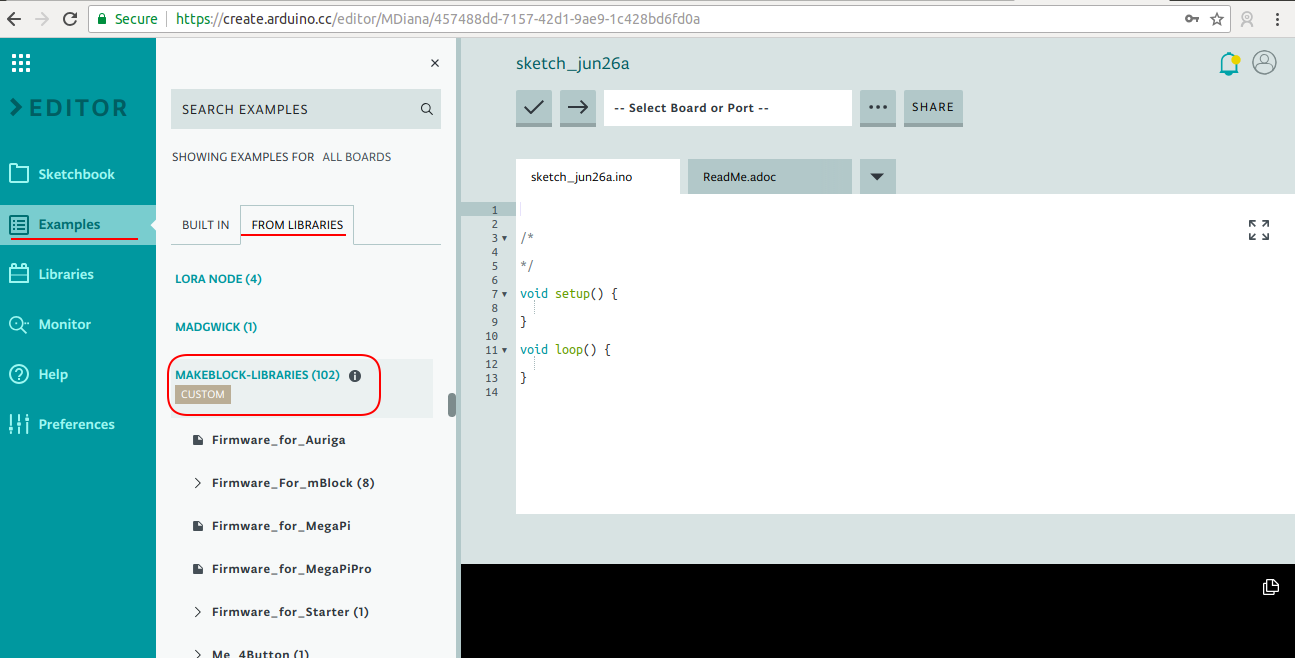 Secure https://create.arduino.cc/editor/MDiana/457488dd-7157-42d1-9ae9-1c428bd6fd0a
EDITOR
Sketchbook
Examples
Libraries
Monitor
Help
Preferences
SEARCH EXAMPLES
SHOWING EXAMPLES FOR ALL BOARDS
BUILT IN FROM LIBRARIES
LORA NODE (4)
MADGWICK (1)
MAKEBLOCK-LIBRARIES (102)
CUSTOM
Firmware_for_Auriga
Firmware_For_mBlock (8)
Firmware_for_MegaPi
Firmware_for_MegaPiPro
Firmware_for_Starter (1)
Me_4Button (1)
sketch_jun26a
-- Select Board or Port -- SHARE
sketch_jun26a.ino ReadMe.adoc
1
2
3 /*
4
5 */
6
7 void setup() {
8
9 }
10
11 void loop() {
12
13 }
14